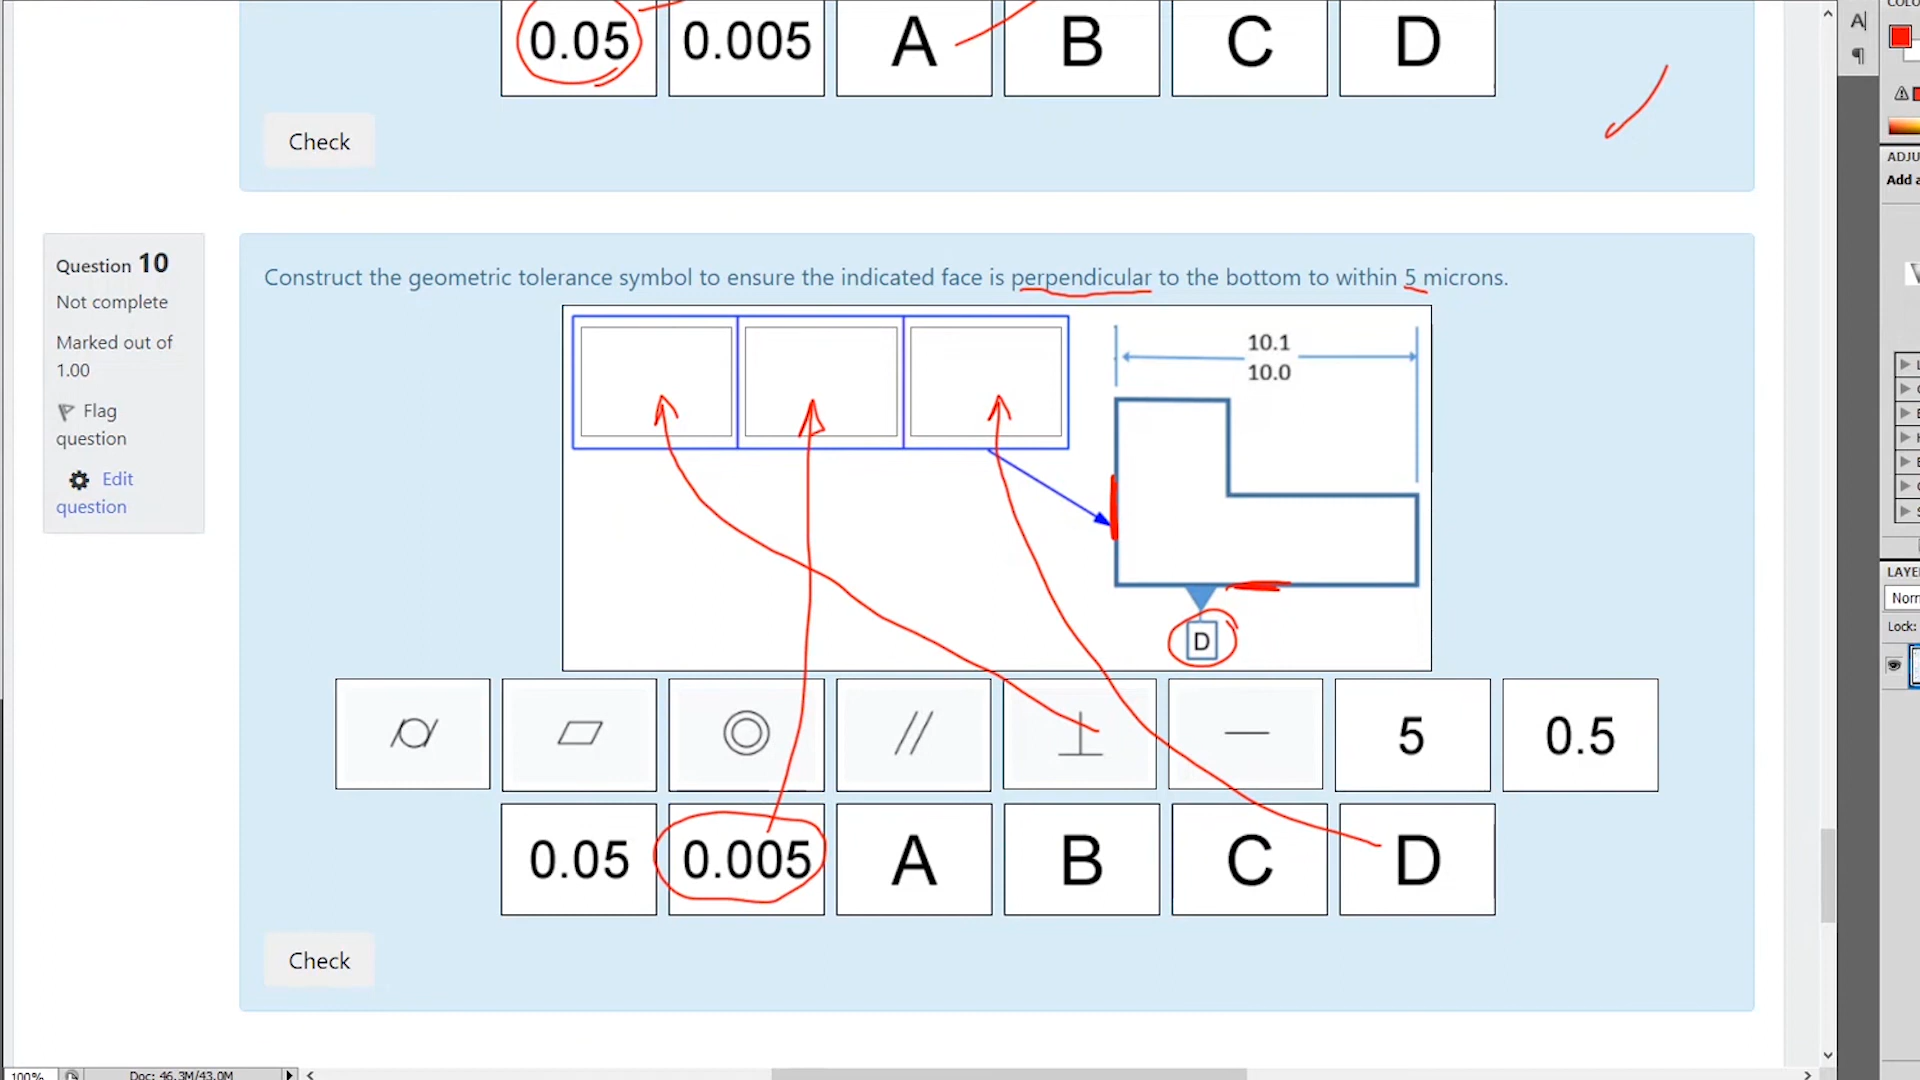 COLO
0.05 0.005 A B C D
A
¶
Check
ADJU
Add a
Question 10
Not complete
Marked out of
1.00
Flag
question
Edit
question
Construct the geometric tolerance symbol to ensure the indicated face is perpendicular to the bottom to within 5 microns.
10.1
10.0
D
5 0.5
0.05 0.005 A B C D
Check
LAYE
Norm
Lock:
100%
Doc: 46.3M/43.0M